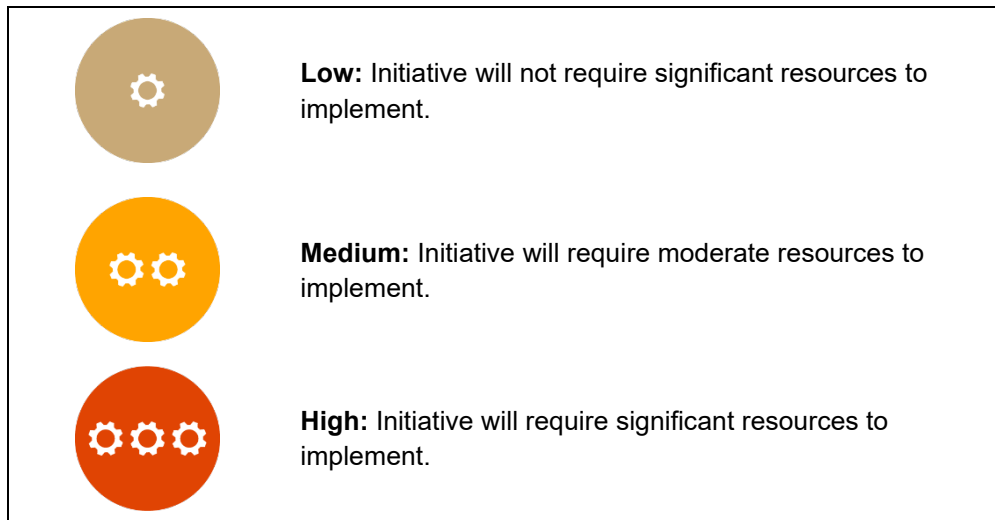 Low: Initiative will not require significant resources to
implement.
Medium: Initiative will require moderate resources to
implement.
High: Initiative will require significant resources to
implement.